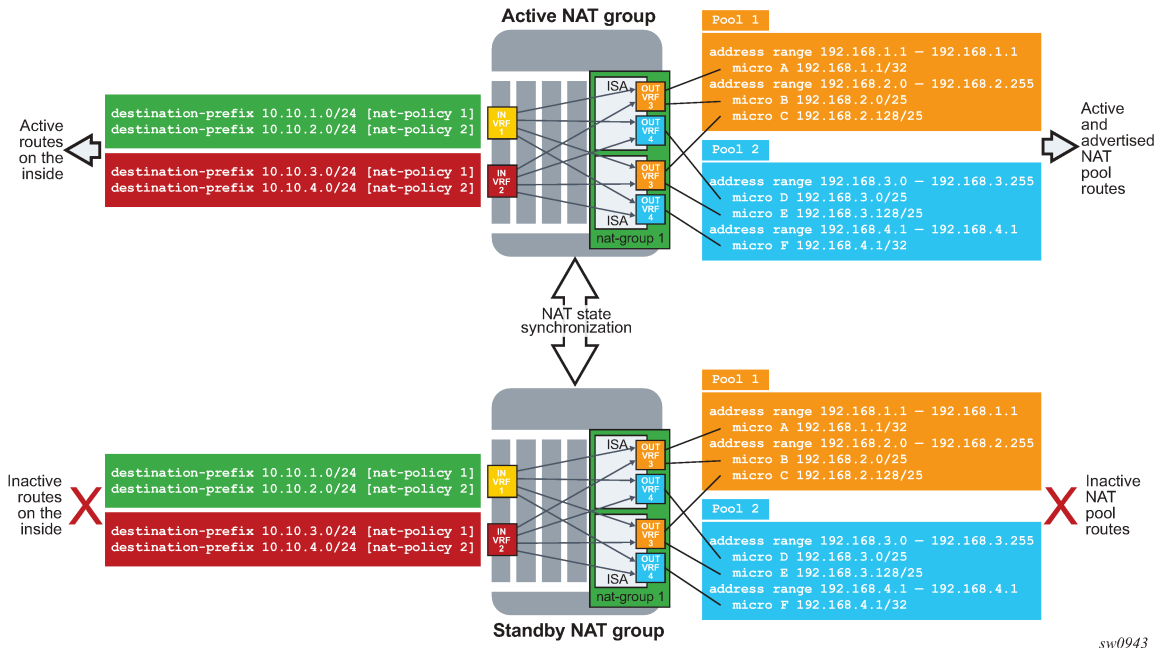 Active NAT group
Active
routes
on the
inside
destination-prefix 10.10.1.0/24 [nat-policy 1]
destination-prefix 10.10.2.0/24 [nat-policy 2]
destination-prefix 10.10.3.0/24 [nat-policy 1]
destination-prefix 10.10.4.0/24 [nat-policy 2]
IN
VRF
1
IN
VRF
2
ISA
OUT
VRF
3
OUT
VRF
4
OUT
VRF
3
OUT
VRF
4
ISA
nat-group 1
Pool 1
address range 192.168.1.1 – 192.168.1.1
micro A 192.168.1.1/32
address range 192.168.2.0 – 192.168.2.255
micro B 192.168.2.0/25
micro C 192.168.2.128/25
Pool 2
address range 192.168.3.0 – 192.168.3.255
micro D 192.168.3.0/25
micro E 192.168.3.128/25
address range 192.168.4.1 – 192.168.4.1
micro F 192.168.4.1/32
Active
and
advertised
NAT
pool
routes
NAT state
synchronization
Inactive
routes
on the
inside
destination-prefix 10.10.1.0/24 [nat-policy 1]
destination-prefix 10.10.2.0/24 [nat-policy 2]
destination-prefix 10.10.3.0/24 [nat-policy 1]
destination-prefix 10.10.4.0/24 [nat-policy 2]
IN
VRF
1
IN
VRF
2
ISA
OUT
VRF
3
OUT
VRF
4
OUT
VRF
3
OUT
VRF
4
ISA
nat-group 1
Pool 1
address range 192.168.1.1 – 192.168.1.1
micro A 192.168.1.1/32
address range 192.168.2.0 – 192.168.2.255
micro B 192.168.2.0/25
micro C 192.168.2.128/25
Pool 2
address range 192.168.3.0 – 192.168.3.255
micro D 192.168.3.0/25
micro E 192.168.3.128/25
address range 192.168.4.1 – 192.168.4.1
micro F 192.168.4.1/32
Inactive
NAT
pool
routes
Standby NAT group
sw0943